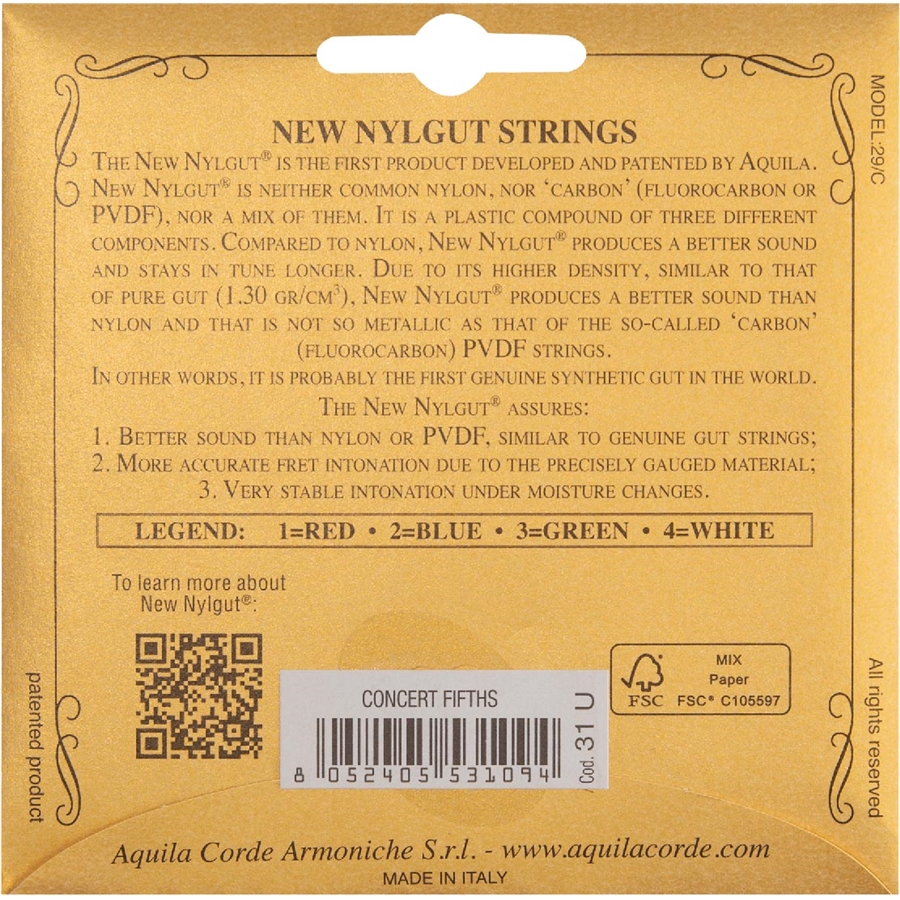 NEW NYLGUT STRINGS
THE NEW NYLGUT® IS THE FIRST PRODUCT DEVELOPED AND PATENTED BY AQUILA.
NEW NYLGUT® IS NEITHER COMMON NYLON, NOR ‘CARBON’ (FLUOROCARBON OR
PVDF), NOR A MIX OF THEM. IT IS A PLASTIC COMPOUND OF THREE DIFFERENT
COMPONENTS. COMPARED TO NYLON, NEW NYLGUT® PRODUCES A BETTER SOUND
AND STAYS IN TUNE LONGER. DUE TO ITS HIGHER DENSITY, SIMILAR TO THAT
OF PURE GUT (1.30 GR/CM³), NEW NYLGUT® PRODUCES A BETTER SOUND THAN
NYLON AND THAT IS NOT SO METALLIC AS THAT OF THE SO-CALLED ‘CARBON’
(FLUOROCARBON) PVDF STRINGS.
IN OTHER WORDS, IT IS PROBABLY THE FIRST GENUINE SYNTHETIC GUT IN THE WORLD.
THE NEW NYLGUT® ASSURES:
1. BETTER SOUND THAN NYLON OR PVDF, SIMILAR TO GENUINE GUT STRINGS;
2. MORE ACCURATE FRET INTONATION DUE TO THE PRECISELY GAUGED MATERIAL;
3. VERY STABLE INTONATION UNDER MOISTURE CHANGES.
LEGEND: 1=RED • 2=BLUE • 3=GREEN • 4=WHITE
To learn more about
New Nylgut®:
CONCERT FIFTHS
8 052405 531094
Cod. 31 U
FSC
MIX
Paper
FSC® C105597
MODEL:29/C
patented product
All rights reserved
Aquila Corde Armoniche S.r.l. - www.aquilacorde.com
MADE IN ITALY